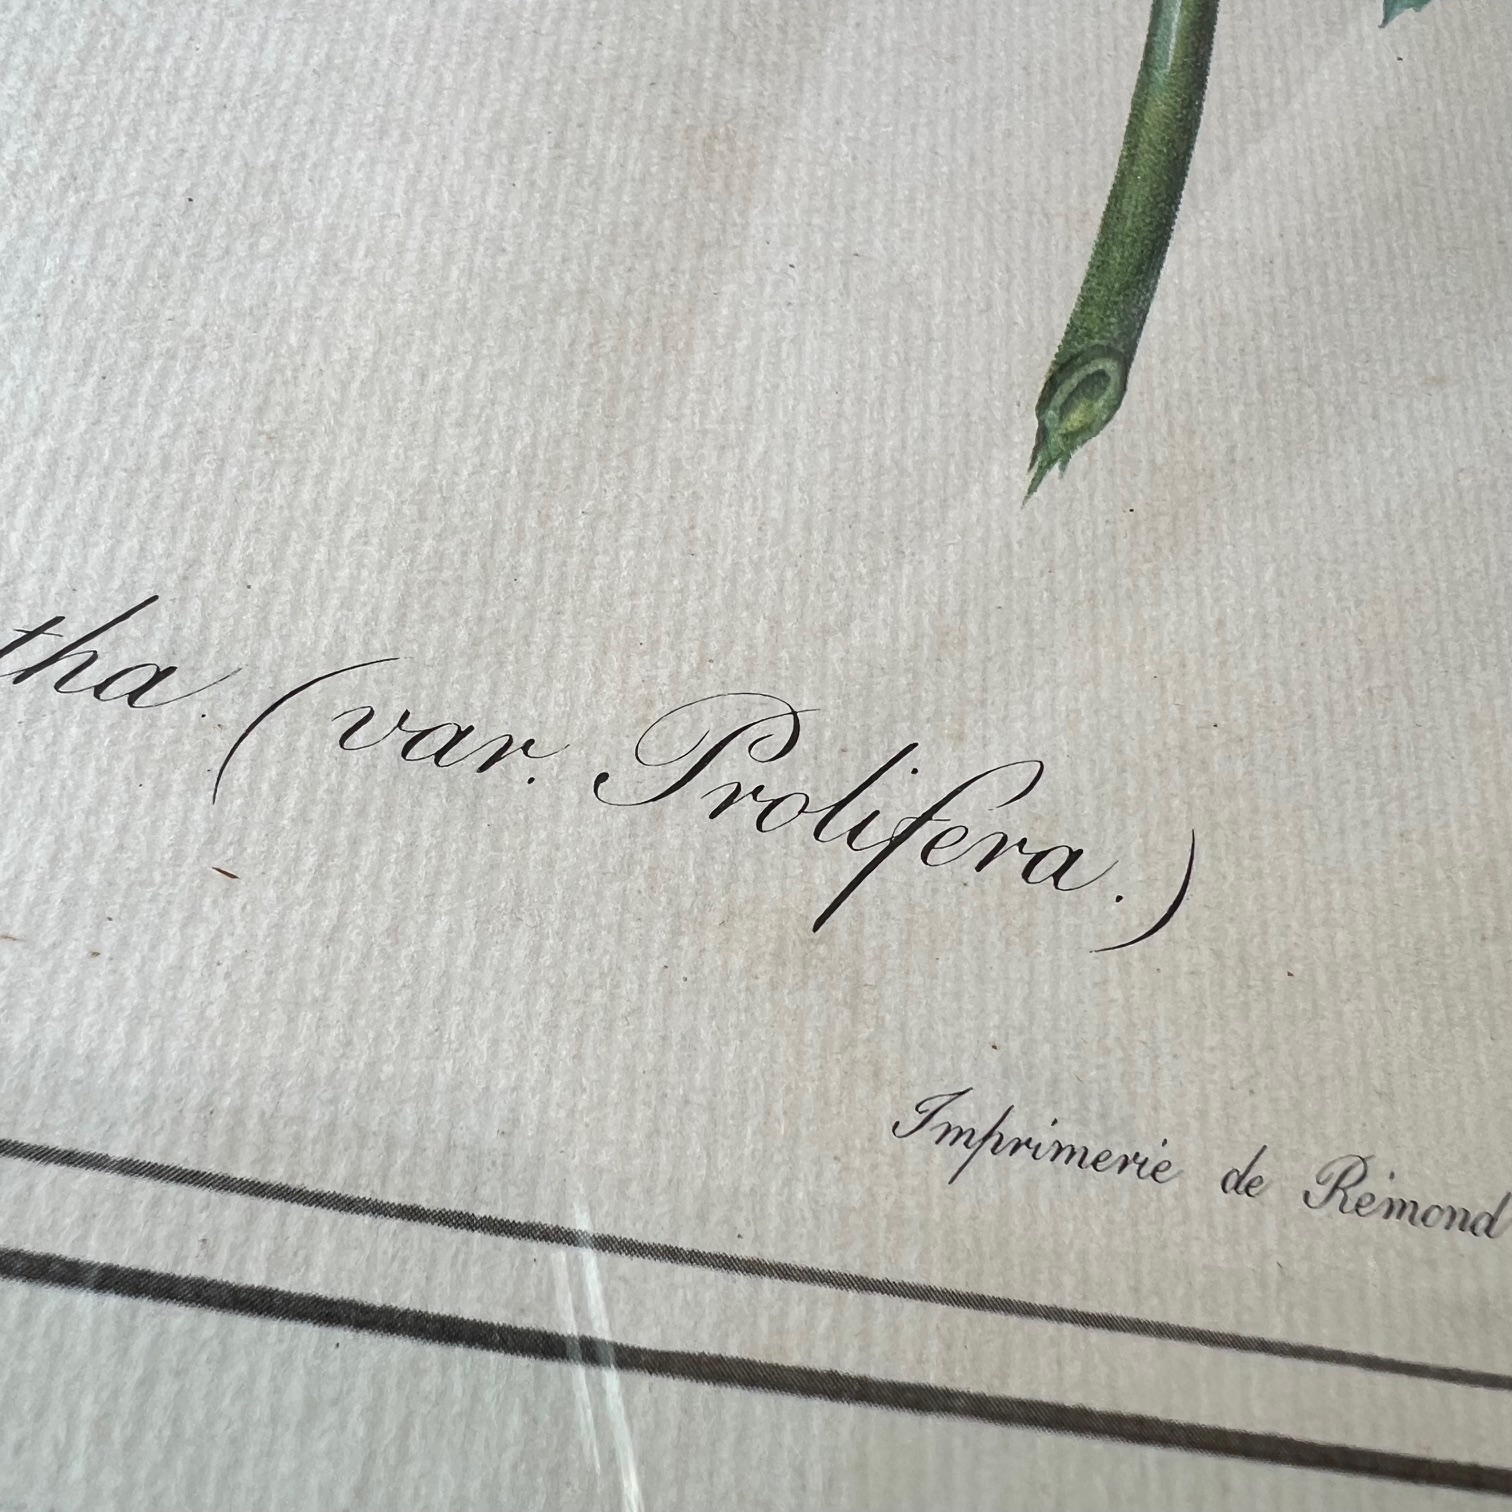 tha. (var. Prolifera.)
Imprimerie de Rémond